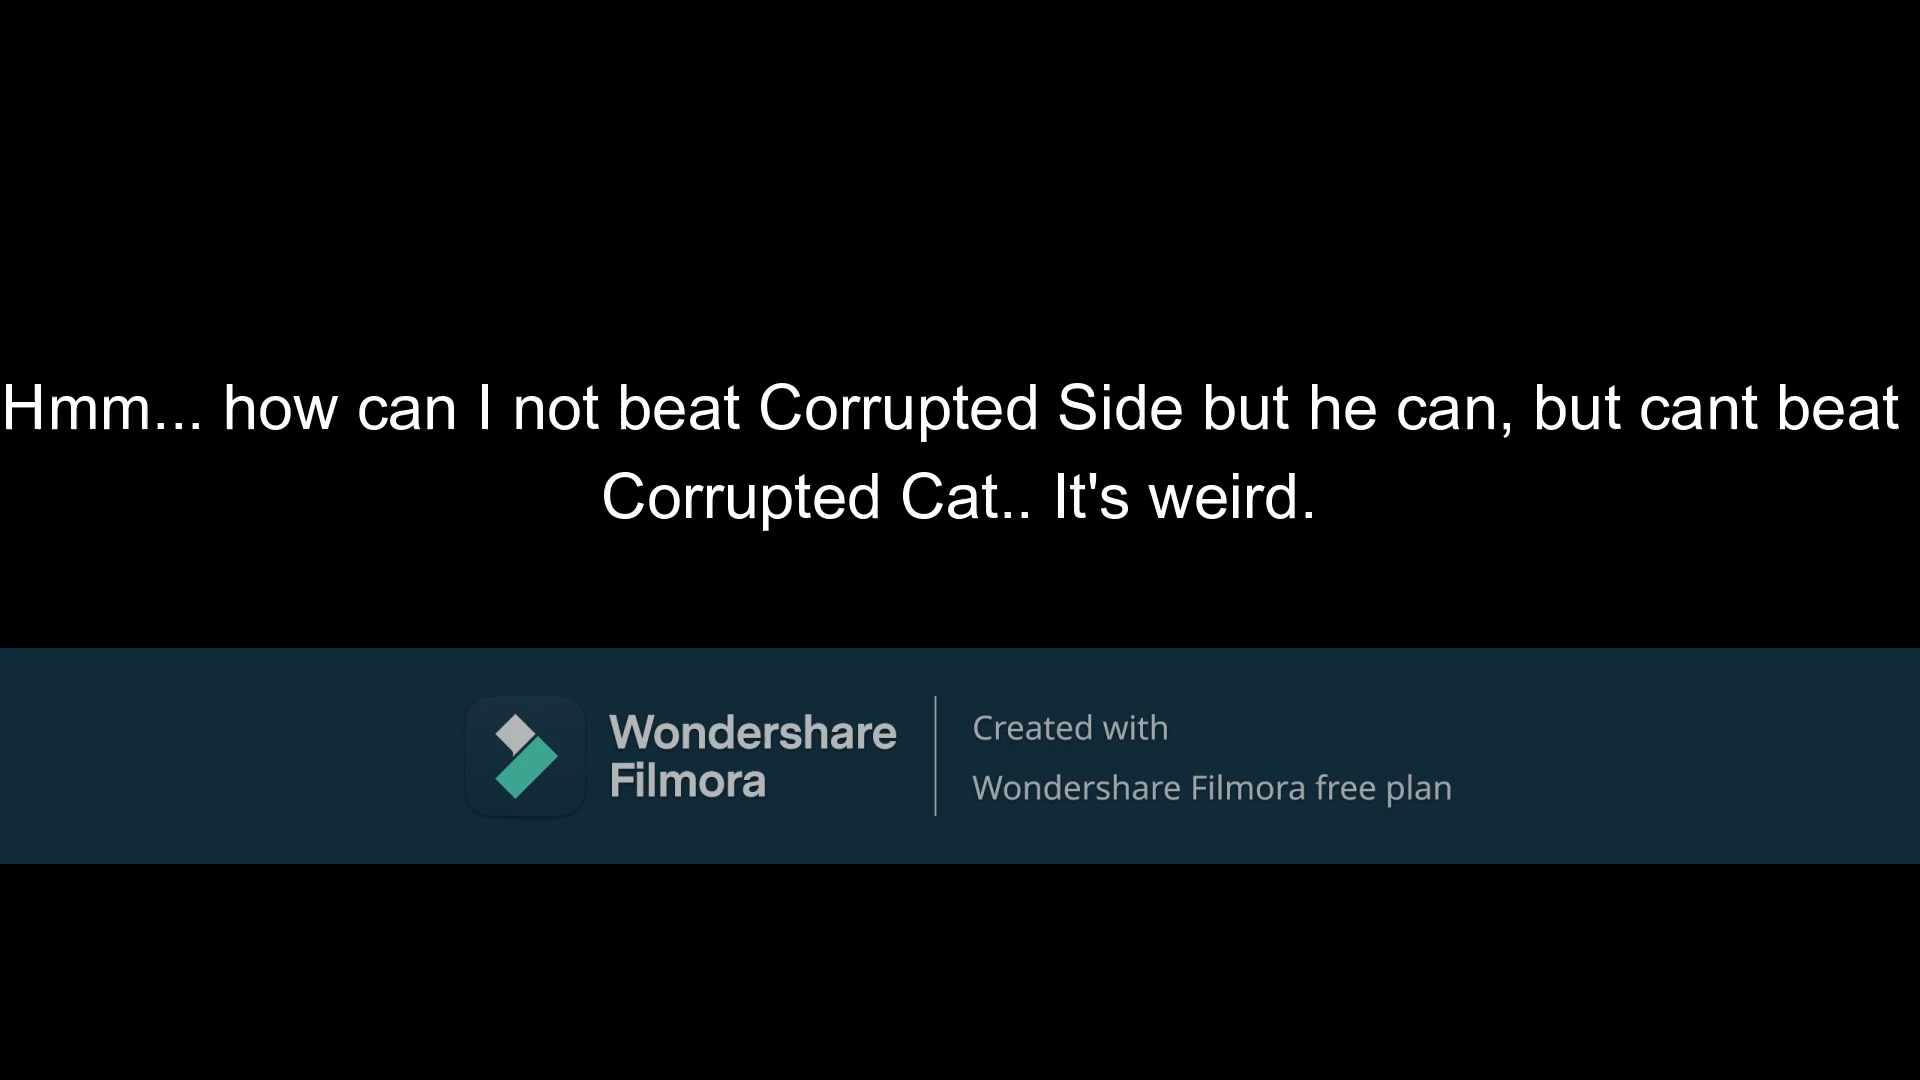 Hmm... how can I not beat Corrupted Side but he can, but cant beat
Corrupted Cat.. It's weird.
Wondershare
Filmora
Created with
Wondershare Filmora free plan